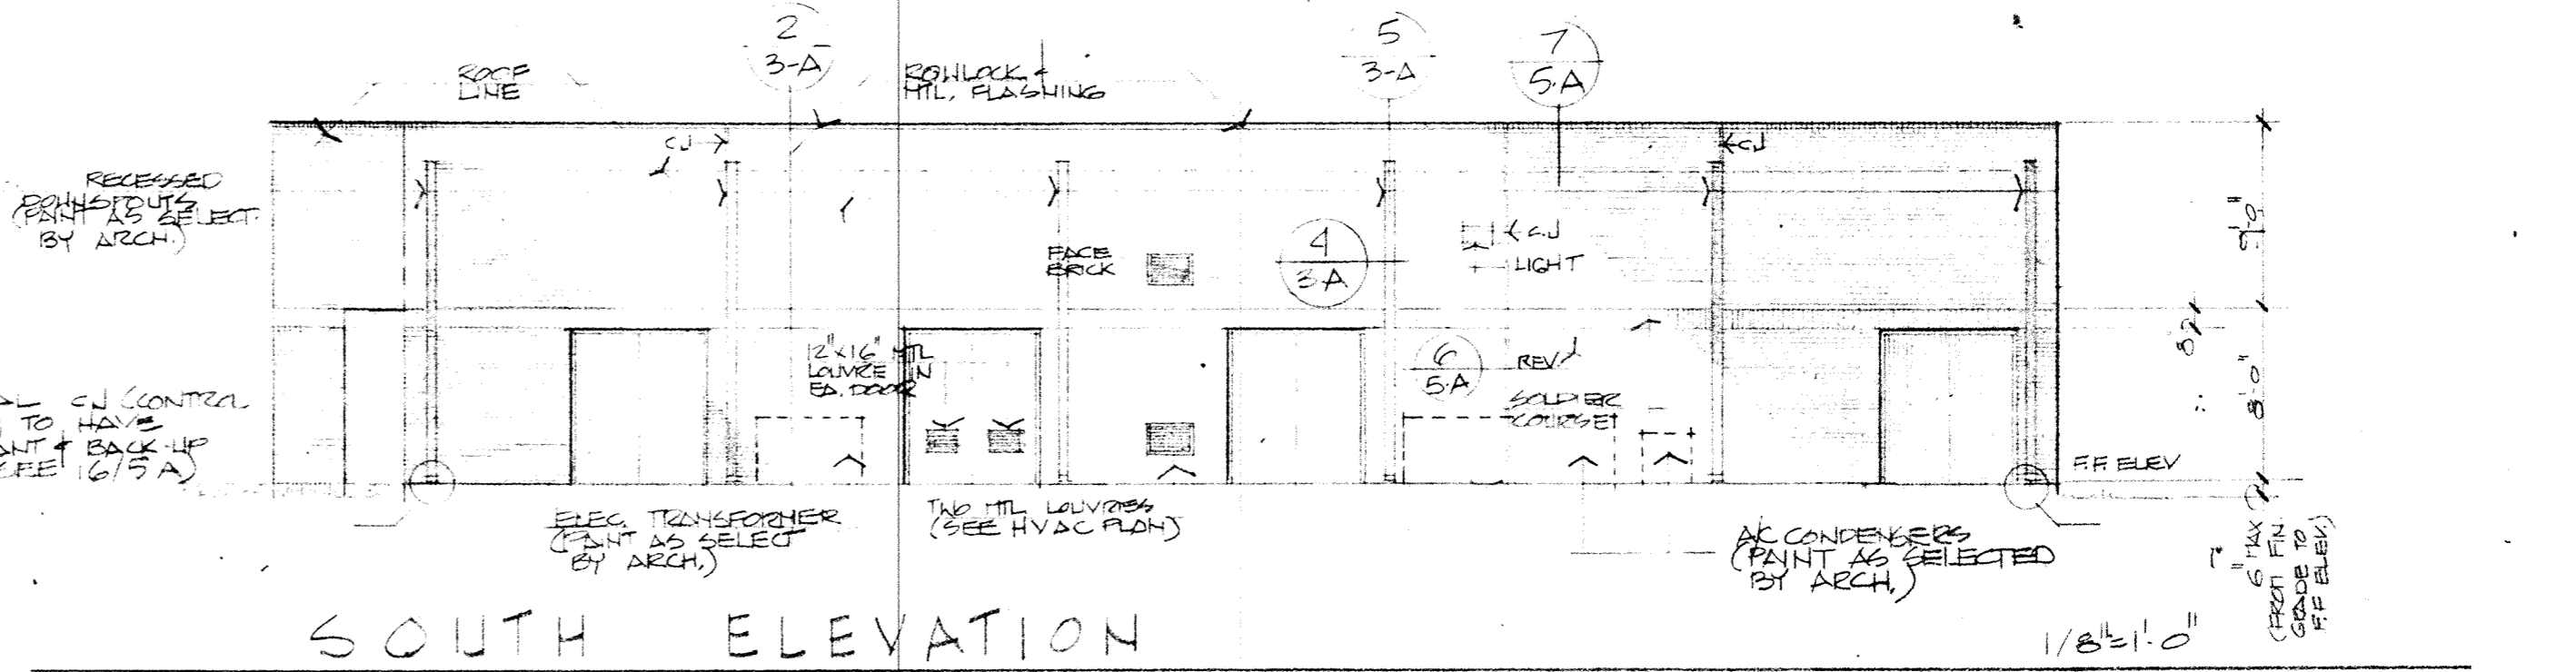 2
3-A
5
3-A
7
5.A
ROOF
LINE
ROWLOCK &
MTL. FLASHING
CJ
CJ
RECESSED
DOWNSPOUTS
(PAINT AS SELECT
BY ARCH.)
FACE
BRICK
4
3-A
C.J
LIGHT
9'-0"
12"x16" MTL
LOUVRE IN
EA. DOOR
6
5.A
REV
SOLDIER
COURSE
8'-0"
CJ (CONTROL
TO HAVE
& BACK-UP
16/5A)
F.F. ELEV
ELEC. TRANSFORMER
(PAINT AS SELECT
BY ARCH.)
TWO MTL LOUVRES
(SEE HVAC PLAN)
A/C CONDENSERS
(PAINT AS SELECTED
BY ARCH.)
6" MAX
(FROM FIN.
GRADE TO
F.F ELEV.)
SOUTH ELEVATION
1/8"=1'-0"